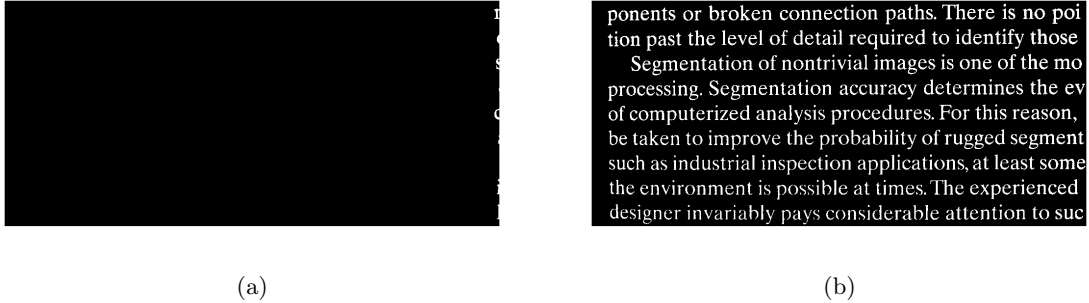 ponents or broken connection paths. There is no poi
tion past the level of detail required to identify those
Segmentation of nontrivial images is one of the mo
processing. Segmentation accuracy determines the ev
of computerized analysis procedures. For this reason,
be taken to improve the probability of rugged segment
such as industrial inspection applications, at least some
the environment is possible at times. The experienced
designer invariably pays considerable attention to suc
(a)
(b)